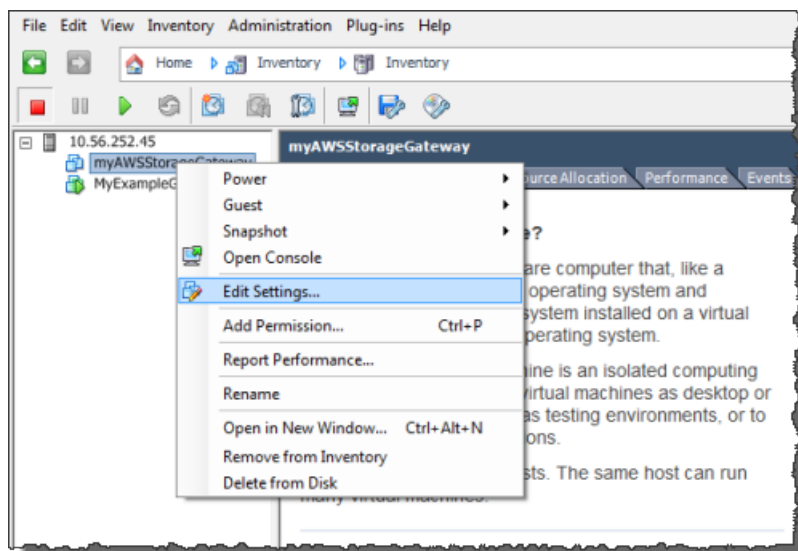 File Edit View Inventory Administration Plug-ins Help
Home Inventory Inventory
10.56.252.45
myAWSStorageGateway
MyExampleG
myAWSStorageGateway
Power
Guest
Snapshot
Open Console
Edit Settings...
Add Permission... Ctrl+P
Report Performance...
Rename
Open in New Window... Ctrl+Alt+N
Remove from Inventory
Delete from Disk
ource Allocation Performance Events
e?
are computer that, like a
operating system and
system installed on a virtual
perating system.
hine is an isolated computing
virtual machines as desktop or
as testing environments, or to
ons.
sts. The same host can run
many virtual machines.